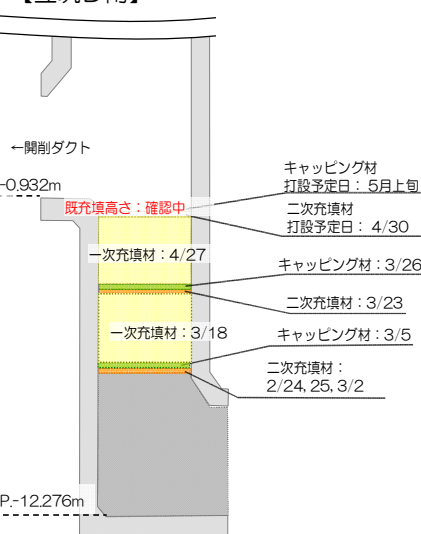 ←開削ダクト
-0.932m
既充填高さ：確認中
キャッピング材
打設予定日：5月上旬
二次充填材
打設予定日：4/30
一次充填材：4/27
キャッピング材：3/26
二次充填材：3/23
一次充填材：3/18
キャッピング材：3/5
二次充填材：
2/24, 25, 3/2
P.-12.276m